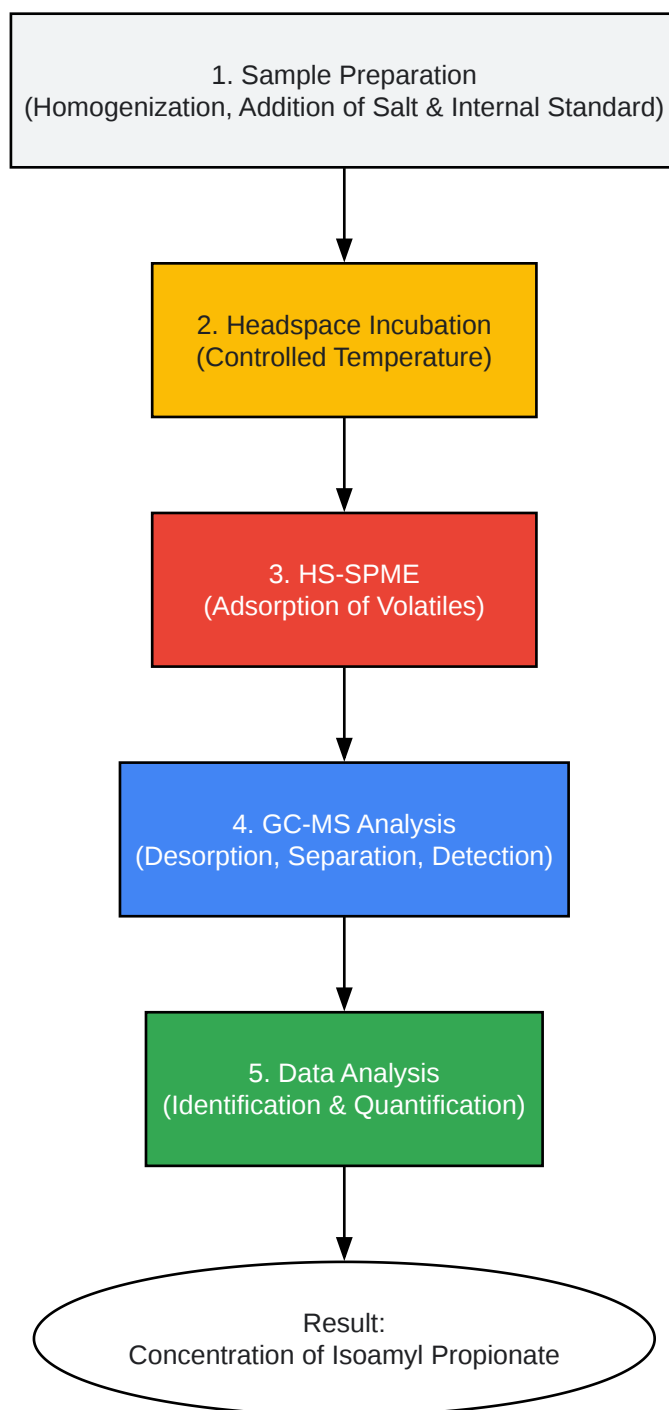 1. Sample Preparation
(Homogenization, Addition of Salt & Internal Standard)
2. Headspace Incubation
(Controlled Temperature)
3. HS-SPME
(Adsorption of Volatiles)
4. GC-MS Analysis
(Desorption, Separation, Detection)
5. Data Analysis
(Identification & Quantification)
Result:
Concentration of Isoamyl Propionate